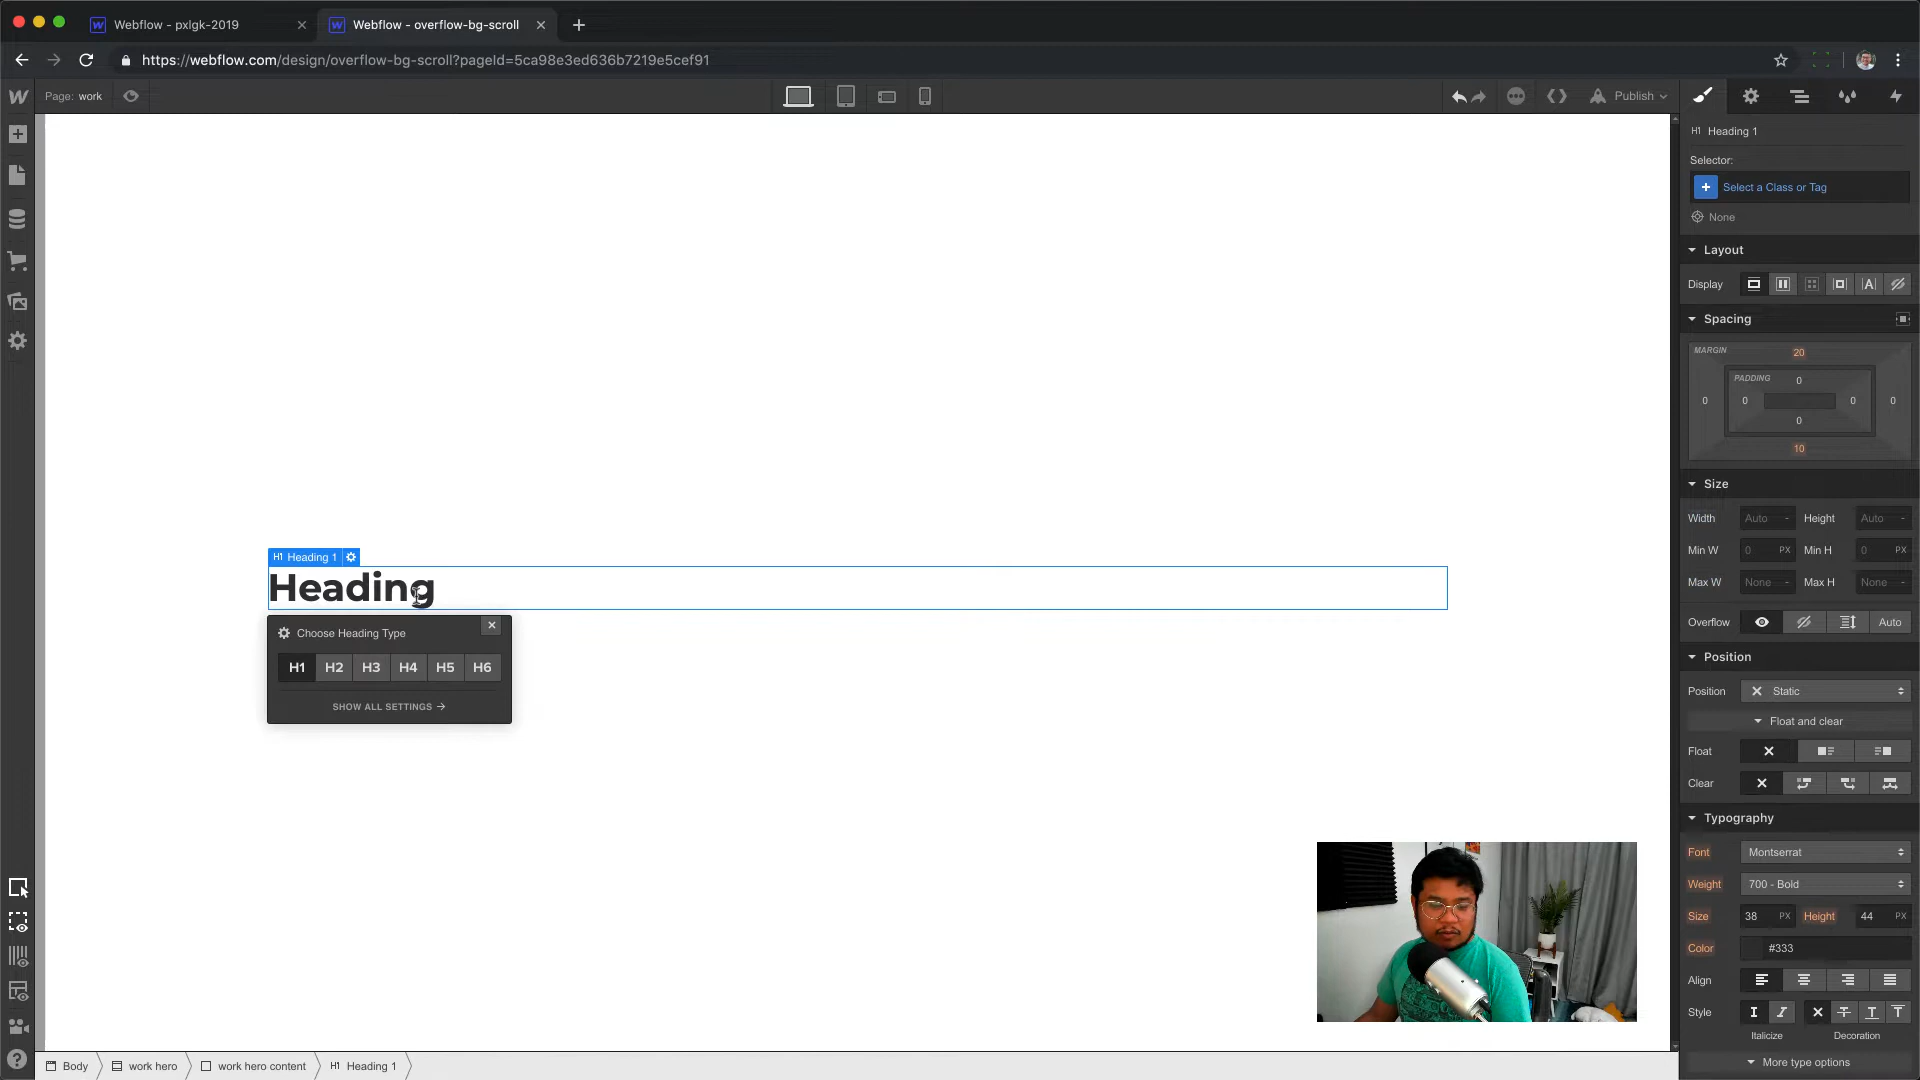 Webflow - pxlgk-2019
Webflow - overflow-bg-scroll
https://webflow.com/design/overflow-bg-scroll?pageId=5ca98e3ed636b7219e5cef91
Page: work
Publish
H1 Heading 1
Selector:
Select a Class or Tag
None
Layout
Display
Spacing
MARGIN
20
PADDING
0
0 0 0 0
0
10
Size
Width Auto - Height Auto -
Min W 0 PX Min H 0 PX
Max W None - Max H None -
Overflow Auto
Position
Position Static
Float and clear
Float
Clear
Typography
Font Montserrat
Weight 700 - Bold
Size 38 PX Height 44 PX
Color #333
Align
Style
Italicize Decoration
More type options
H1 Heading 1
Heading
Choose Heading Type
H1 H2 H3 H4 H5 H6
SHOW ALL SETTINGS
Body work hero work hero content H1 Heading 1